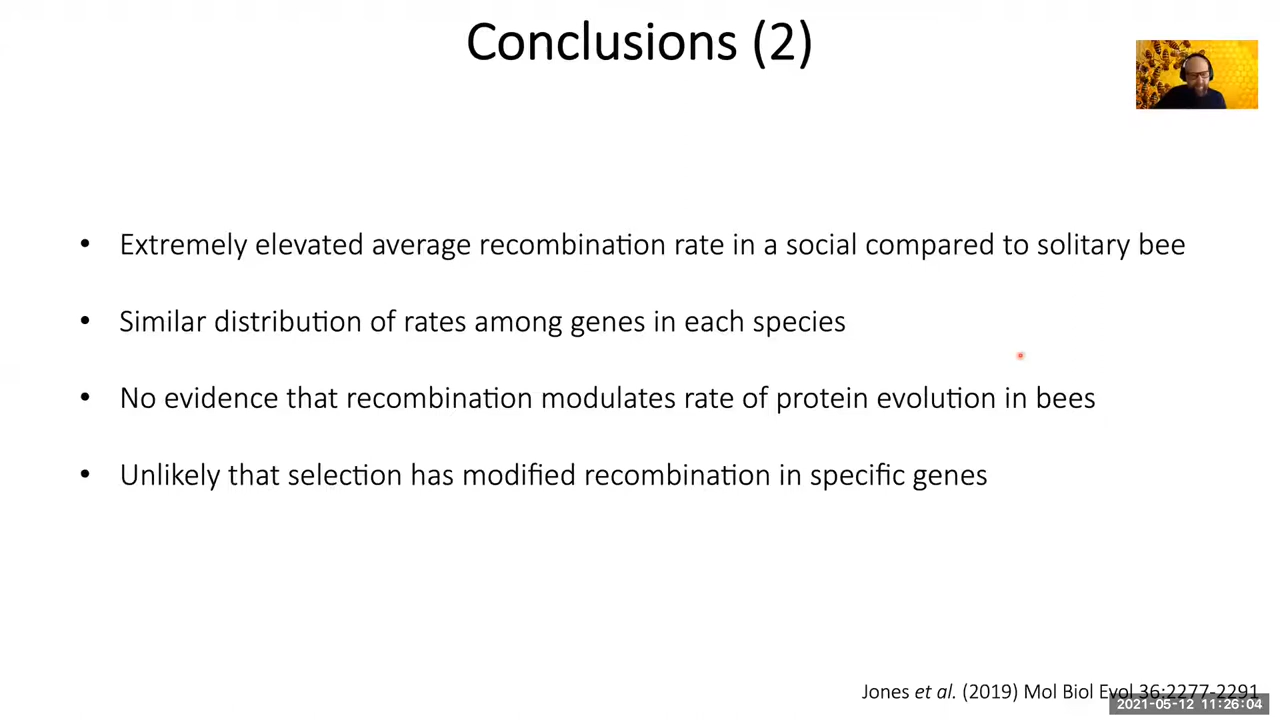 Conclusions (2)
• Extremely elevated average recombination rate in a social compared to solitary bee
• Similar distribution of rates among genes in each species
• No evidence that recombination modulates rate of protein evolution in bees
• Unlikely that selection has modified recombination in specific genes
Jones et al. (2019) Mol Biol Evol 36:2277-2291
2021-05-12 11:26:04